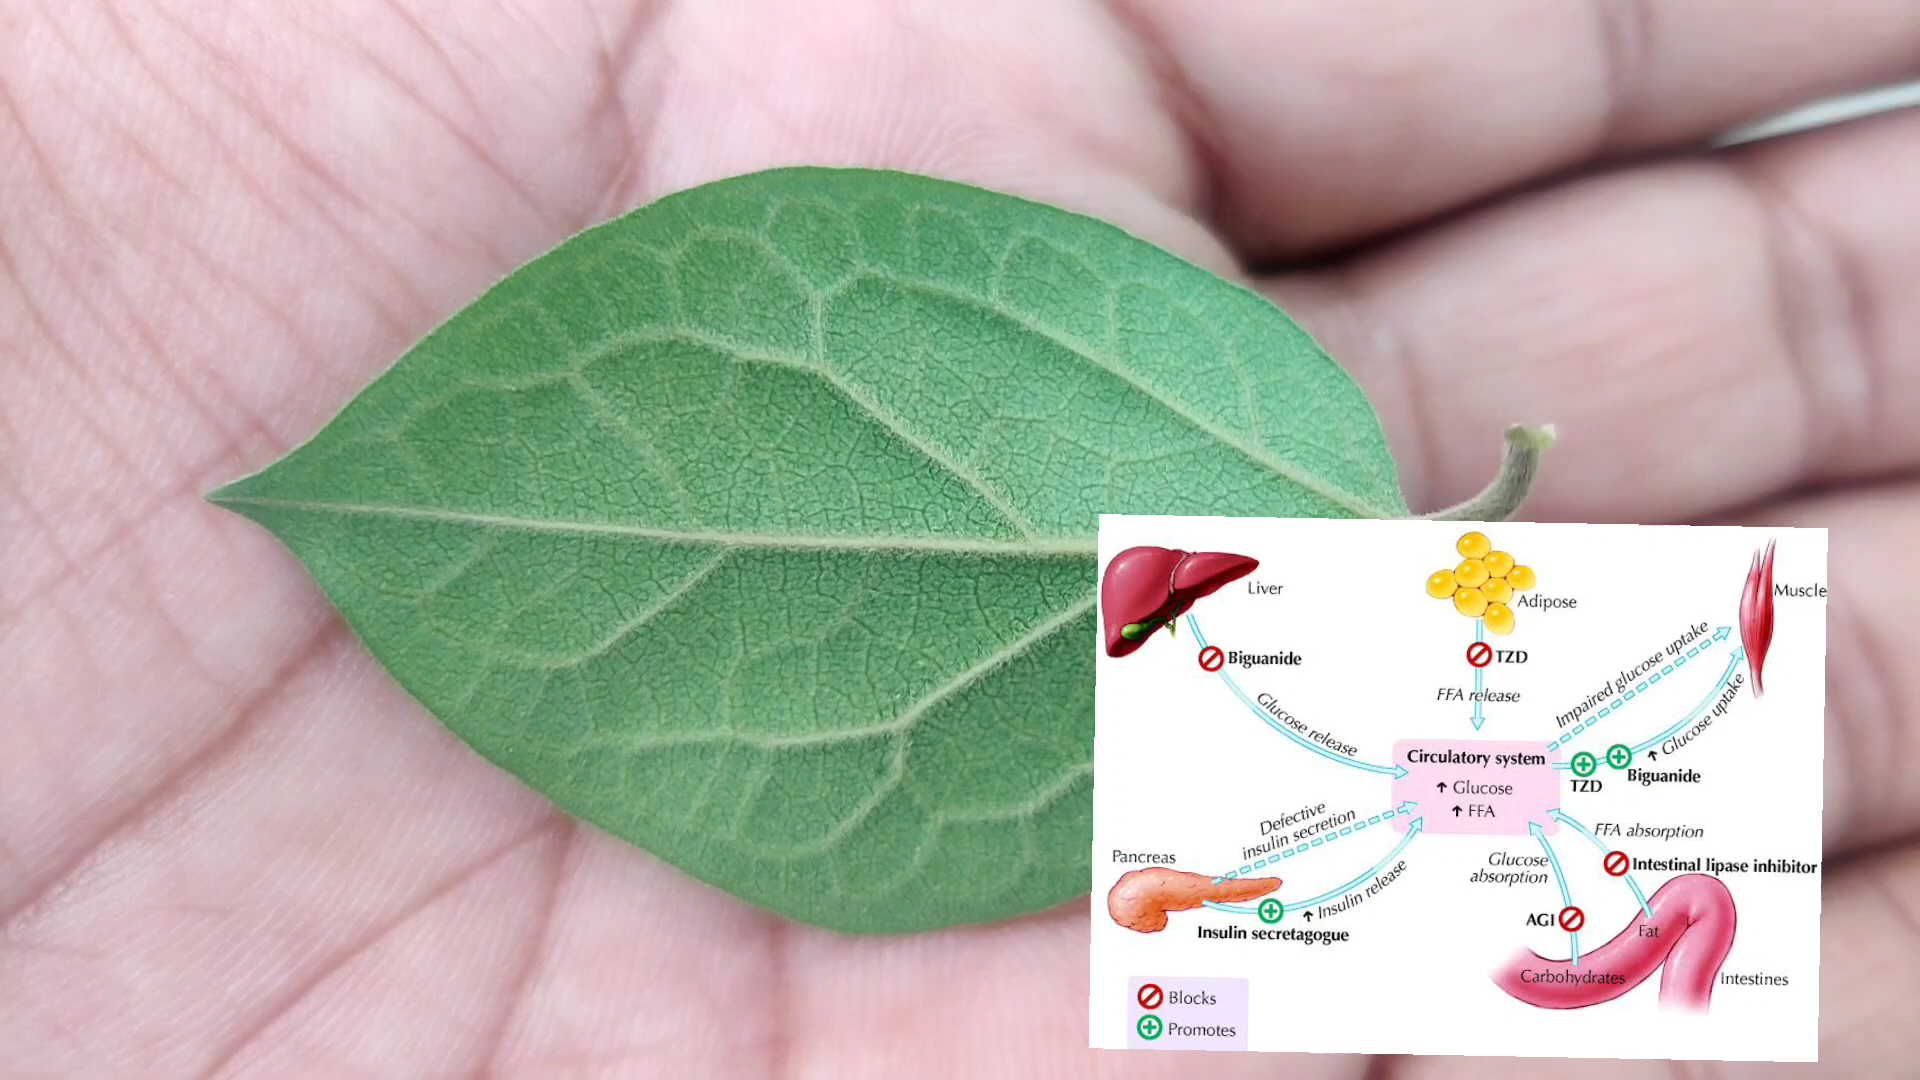 Liver
Adipose
Muscle
Biguanide
TZD
FFA release
Glucose release
Impaired glucose uptake
↑ Glucose uptake
Circulatory system
↑ Glucose
↑ FFA
TZD
Biguanide
Defective
insulin secretion
Pancreas
↑ Insulin release
Insulin secretagogue
FFA absorption
Glucose
absorption
Intestinal lipase inhibitor
AGI
Fat
Carbohydrates
Intestines
Blocks
Promotes